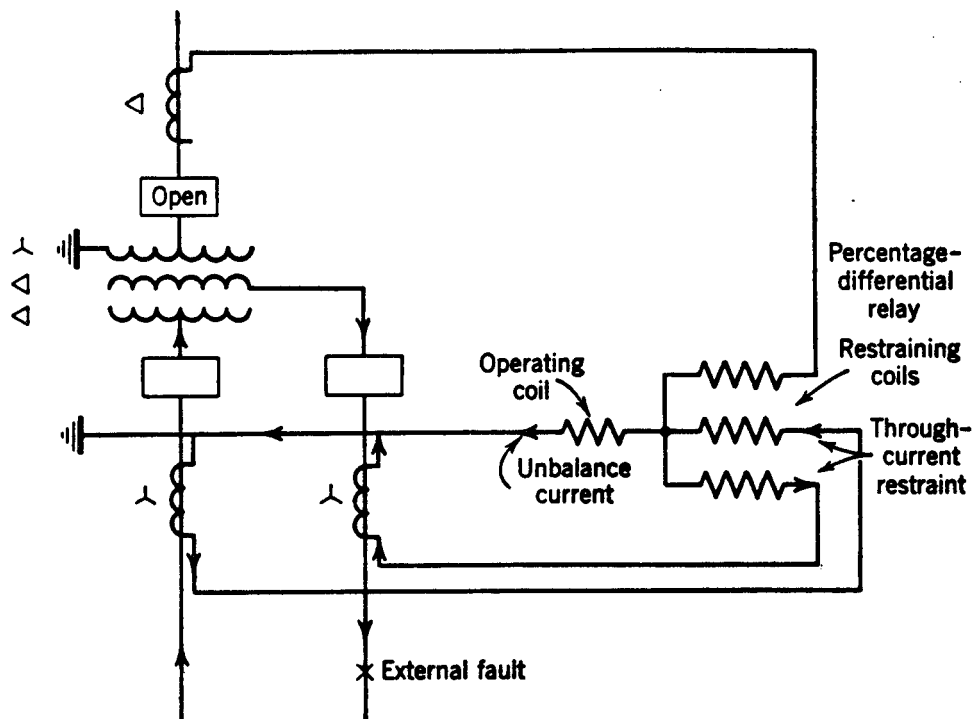 Open
Percentage-
differential
relay
Operating
coil
Restraining
coils
Unbalance
current
Through-
current
restraint
External fault